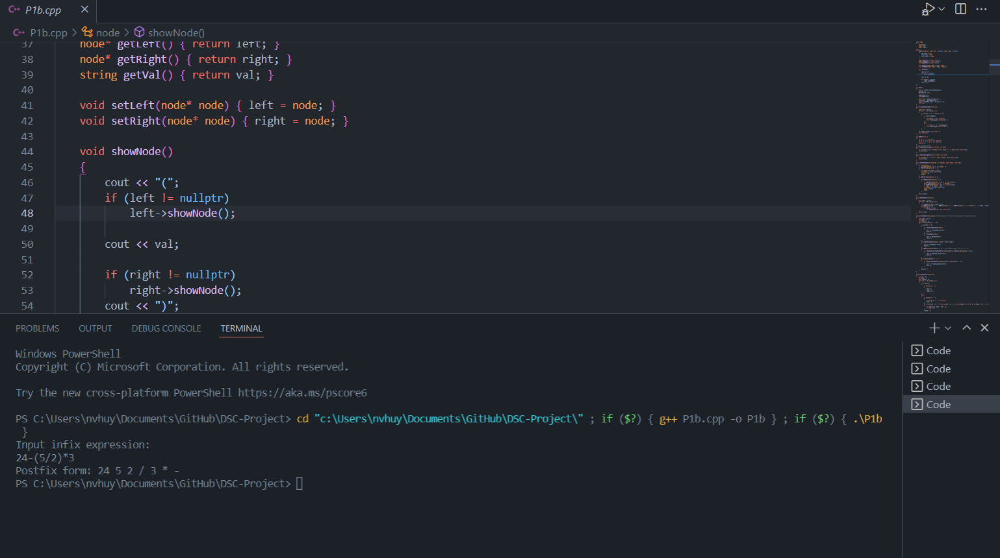 P1b.cpp
P1b.cpp > node > showNode()
37 node* getLeft() { return left; }
38 node* getRight() { return right; }
39 string getVal() { return val; }
40
41 void setLeft(node* node) { left = node; }
42 void setRight(node* node) { right = node; }
43
44 void showNode()
45 {
46 cout << "(";
47 if (left != nullptr)
48 left->showNode();
49
50 cout << val;
51
52 if (right != nullptr)
53 right->showNode();
54 cout << ")";
PROBLEMS OUTPUT DEBUG CONSOLE TERMINAL
Windows PowerShell
Copyright (C) Microsoft Corporation. All rights reserved.
Try the new cross-platform PowerShell https://aka.ms/pscore6
PS C:\Users\nvhuy\Documents\GitHub\DSC-Project> cd "c:\Users\nvhuy\Documents\GitHub\DSC-Project\" ; if ($?) { g++ P1b.cpp -o P1b } ; if ($?) { .\P1b
}
Input infix expression:
24-(5/2)*3
Postfix form: 24 5 2 / 3 * -
PS C:\Users\nvhuy\Documents\GitHub\DSC-Project>
Code
Code
Code
Code